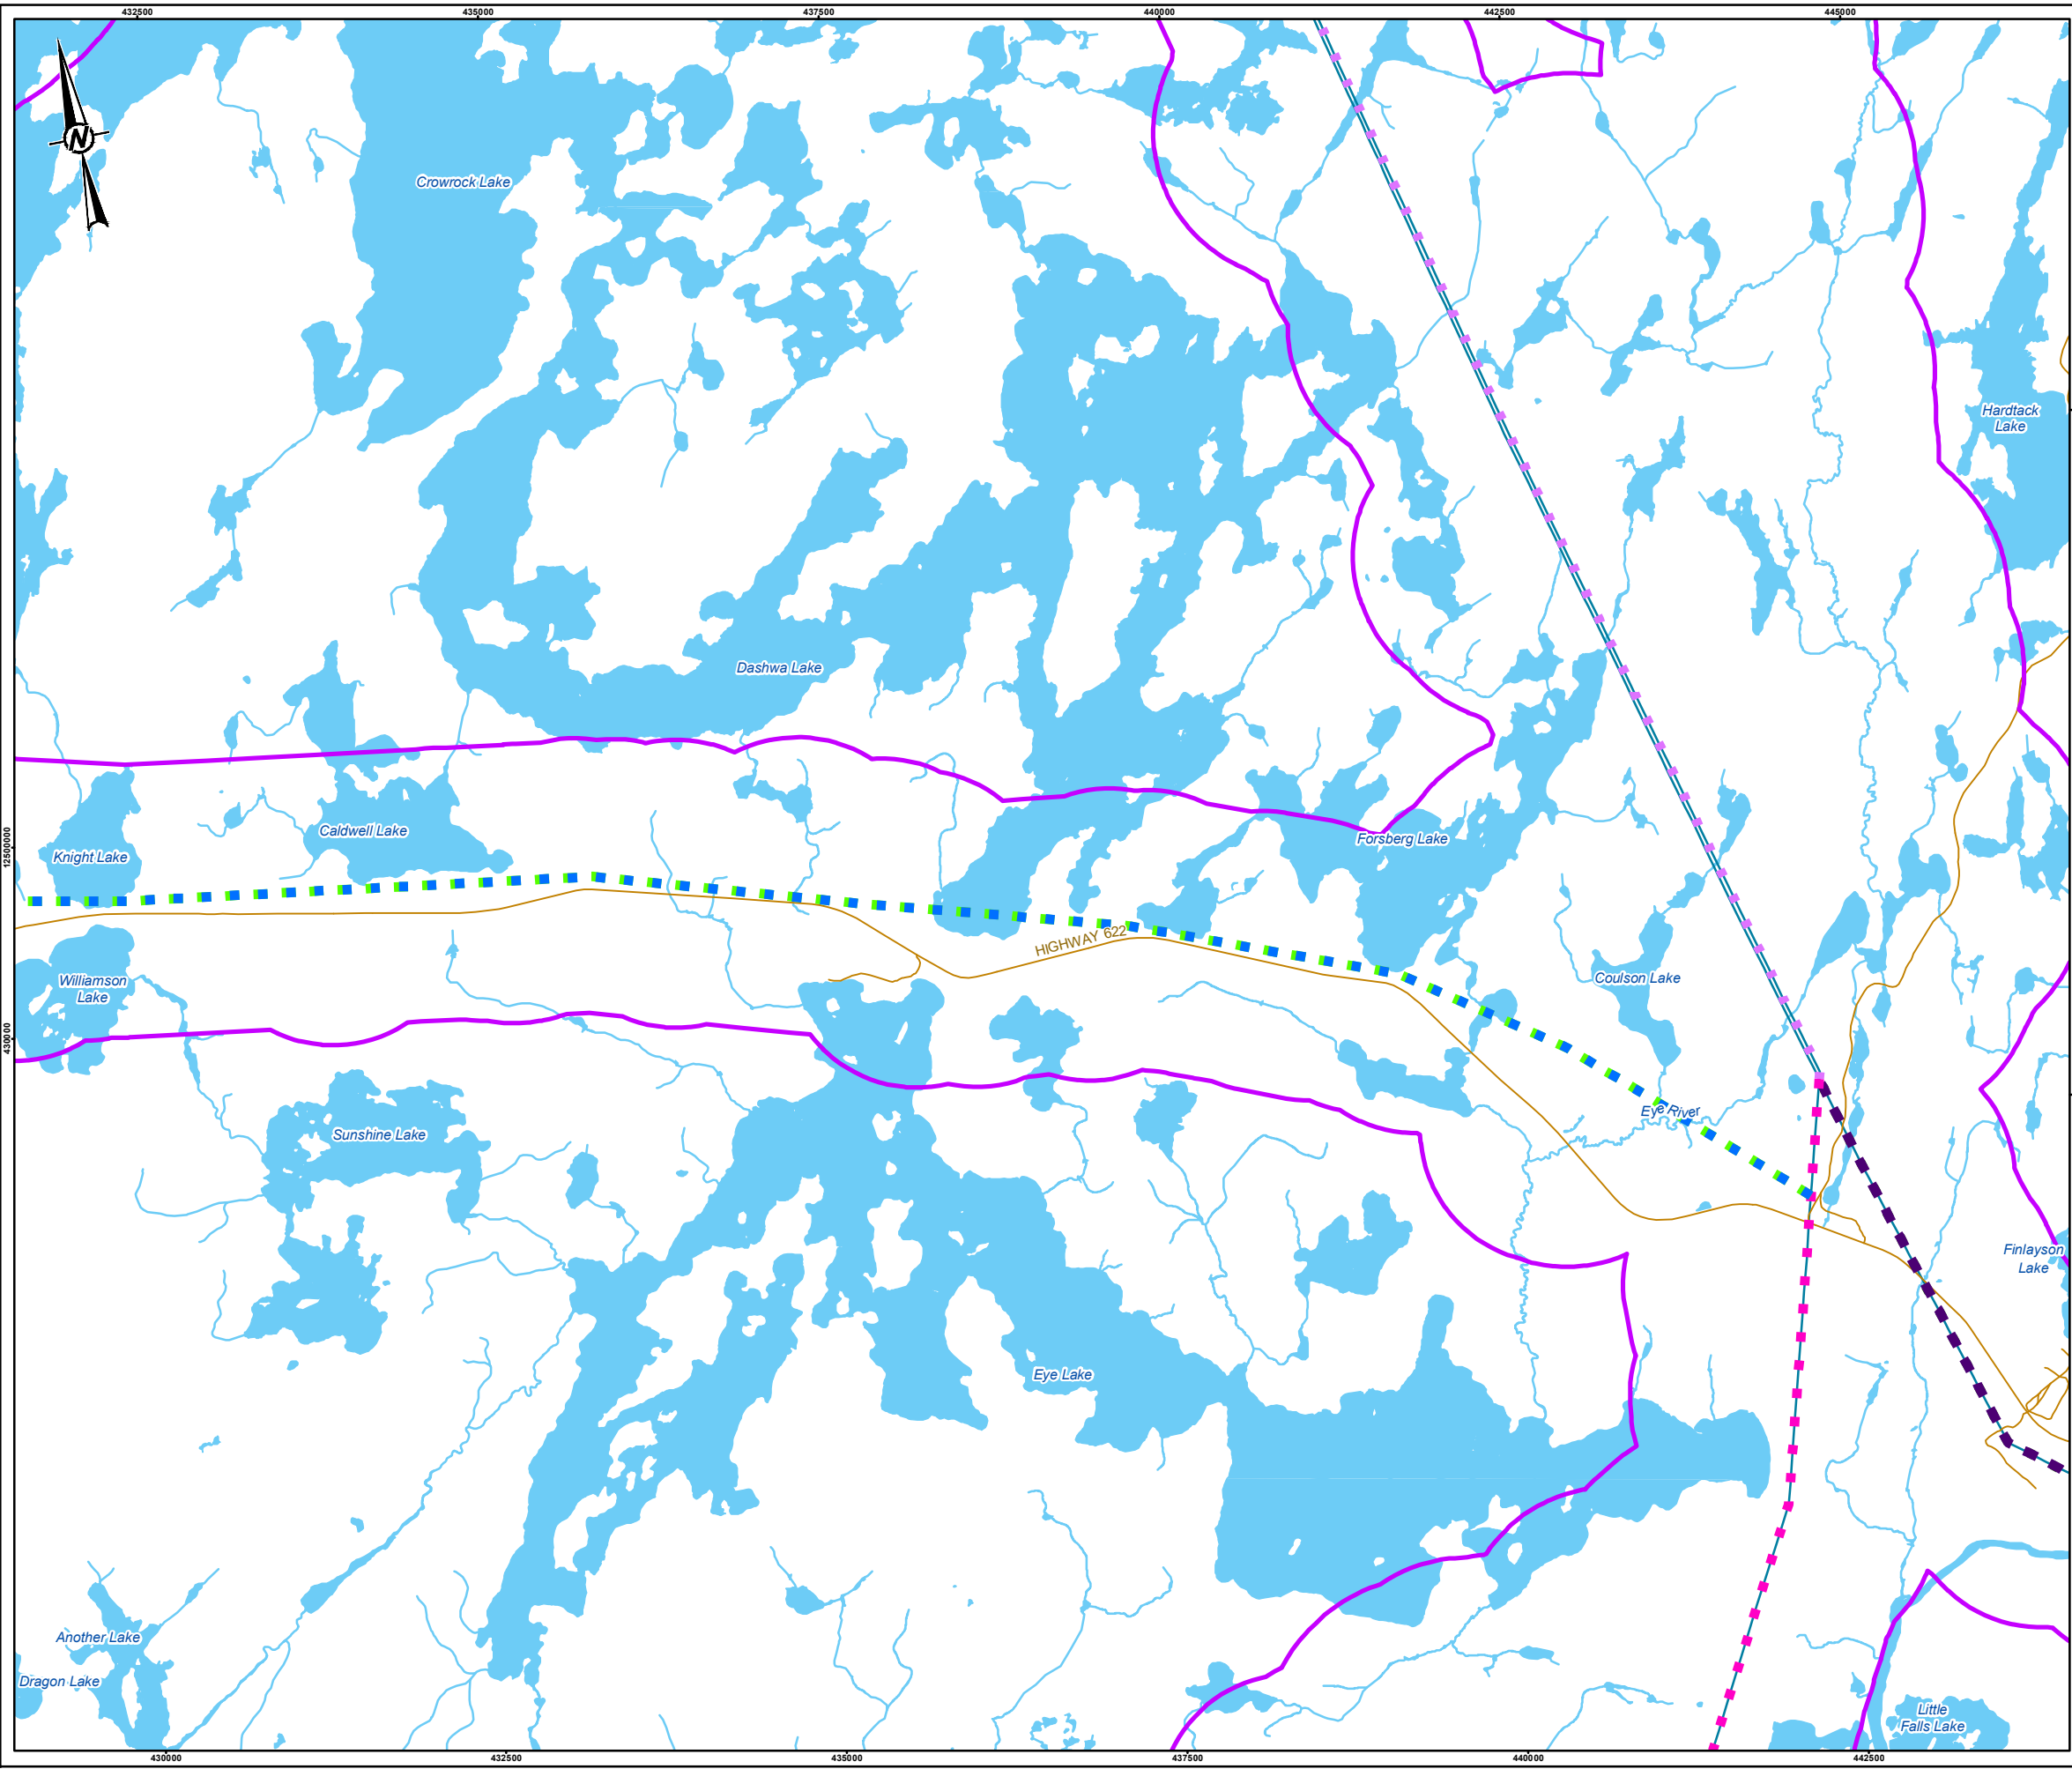 432500
435000
437500
440000
442500
445000
N
Crowrock Lake
Hardtack
Lake
Dashwa Lake
Caldwell Lake
Forsberg Lake
Knight Lake
12500000
HIGHWAY 622
Williamson
Lake
Coulson Lake
430000
Eye River
Sunshine Lake
Finlayson
Lake
Eye Lake
Another Lake
Dragon Lake
Little
Falls Lake
430000
432500
435000
437500
440000
442500